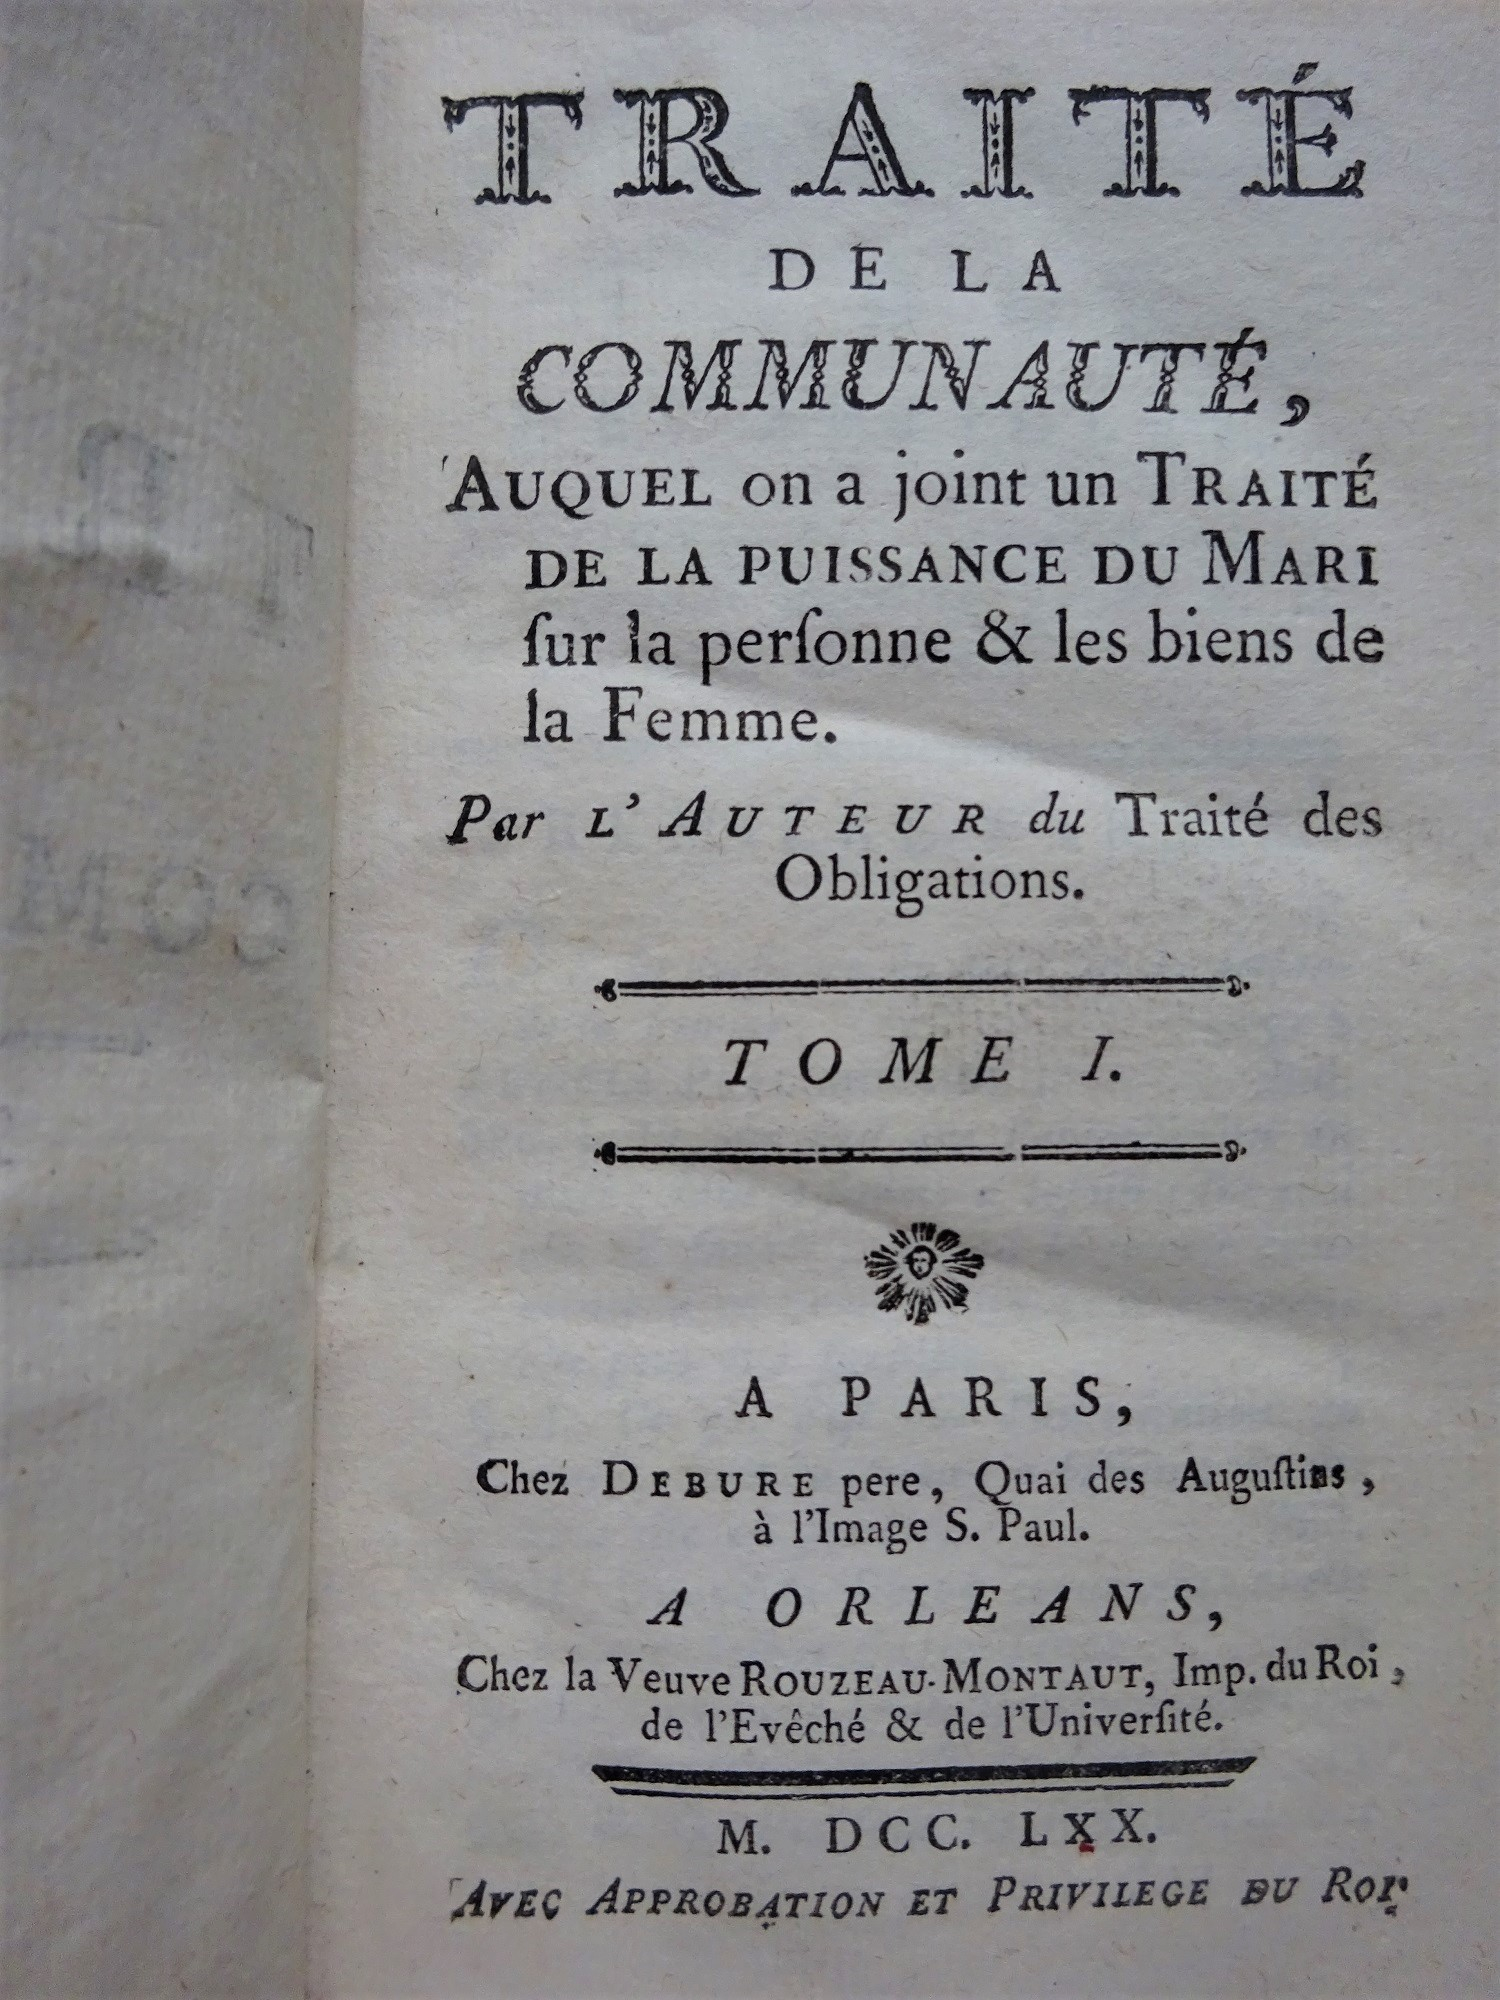 TRAITÉ
DE LA
COMMUNAUTÉ,
AUQUEL on a joint un TRAITÉ
DE LA PUISSANCE DU MARI
ſur la perſonne & les biens de
la Femme.
Par L'AUTEUR du Traité des
Obligations.
TOME I.
A PARIS,
Chez DEBURE pere, Quai des Auguſtins,
à l'Image S. Paul.
A ORLEANS,
Chez la Veuve ROUZEAU-MONTAUT, Imp. du Roi,
de l'Evêché & de l'Univerſité.
M. DCC. LXX.
AVEC APPROBATION ET PRIVILEGE DU ROI.